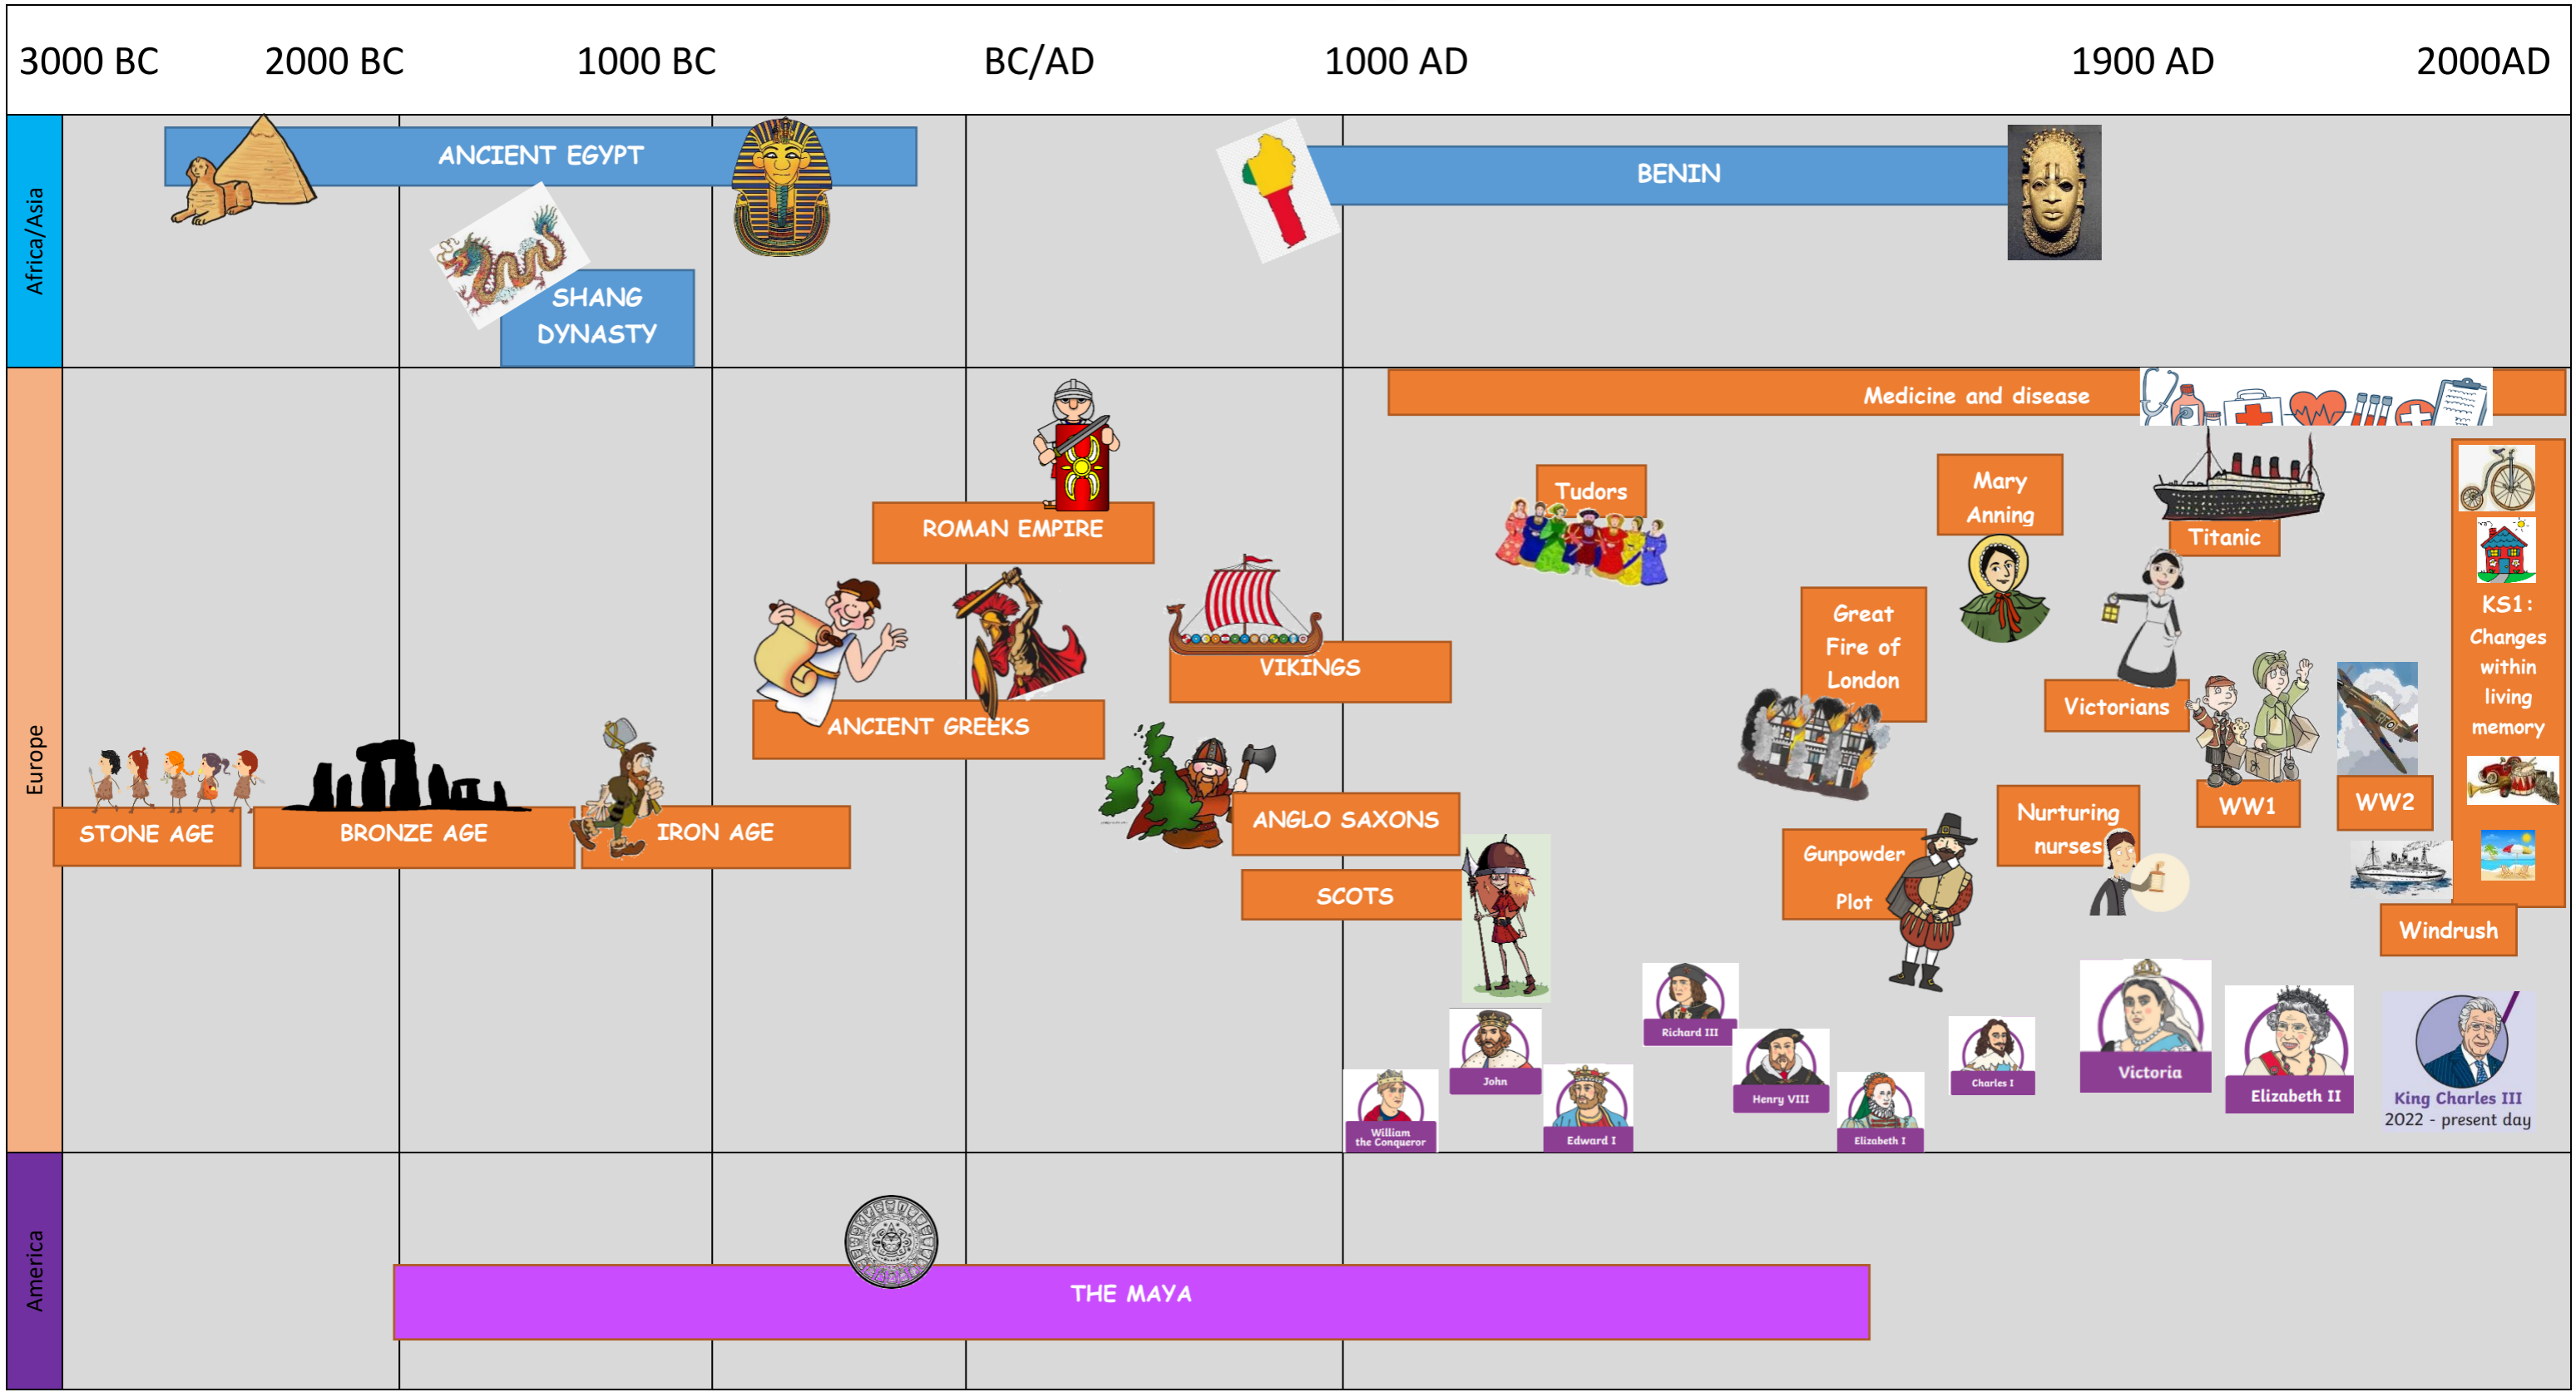 3000 BC 2000 BC 1000 BC BC/AD 1000 AD 1900 AD 2000AD
Africa/Asia
ANCIENT EGYPT
BENIN
SHANG
DYNASTY
Europe
Medicine and disease
Tudors
Mary
Anning
Titanic
ROMAN EMPIRE
KS1:
Changes
within
living
memory
Great
Fire of
London
VIKINGS
Victorians
ANCIENT GREEKS
STONE AGE
BRONZE AGE
IRON AGE
ANGLO SAXONS
WW1
WW2
Nurturing
nurses
Gunpowder
Plot
SCOTS
Windrush
Richard III
John
Henry VIII
Charles I
Victoria
Elizabeth II
King Charles III
2022 - present day
William
the Conqueror
Edward I
Elizabeth I
America
THE MAYA